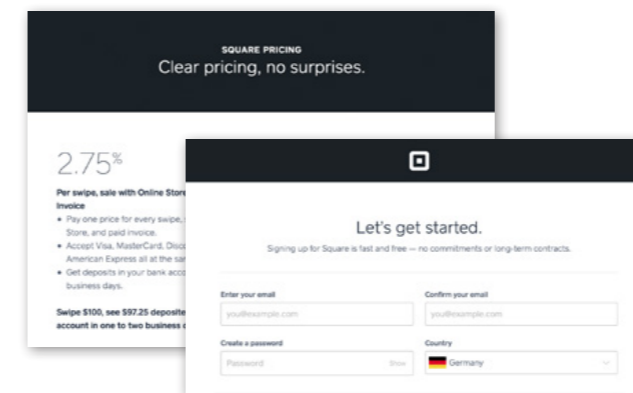 SQUARE PRICING
Clear pricing, no surprises.
2.75%
Per swipe, sale with Online Store
Invoice
• Pay one price for every swipe,
Store, and paid invoice.
• Accept Visa, MasterCard,
American Express all at the
• Get deposits in your bank
business days.
Swipe $100, see $97.25
account in one to two business
Let's get started.
Signing up for Square is fast and free — no commitments or long-term contracts.
Enter your email
Confirm your email
you@example.com
you@example.com
Create a password
Country
Password
Show
Germany